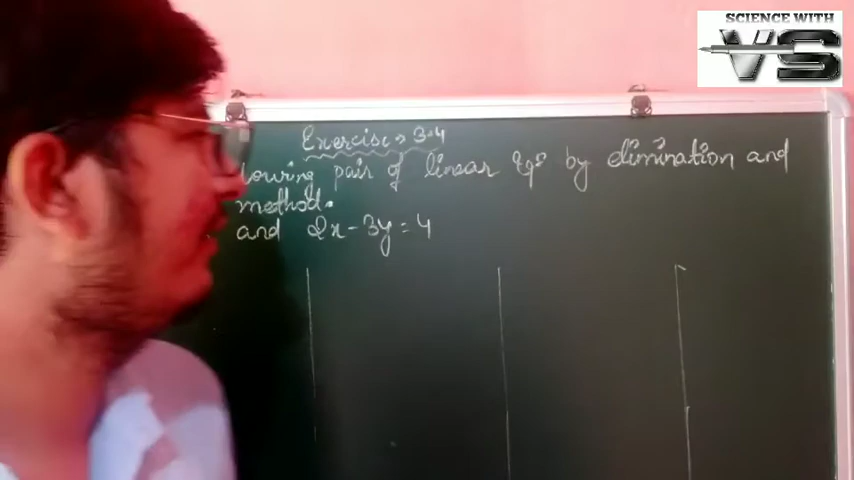 SCIENCE WITH
VS
Exercise > 3.4
lowing pair of linear Eqs by elimination and
method.
and 2x - 3y = 4